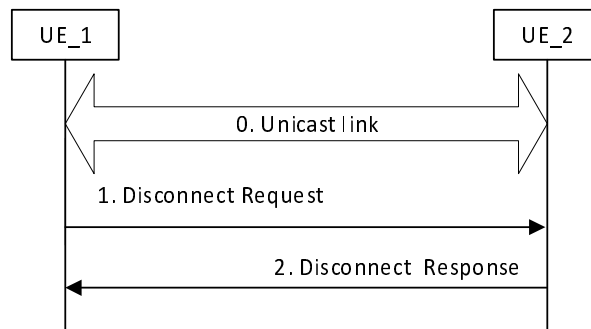 UE_1
UE_2
0. Unicast link
1. Disconnect Request
2. Disconnect Response